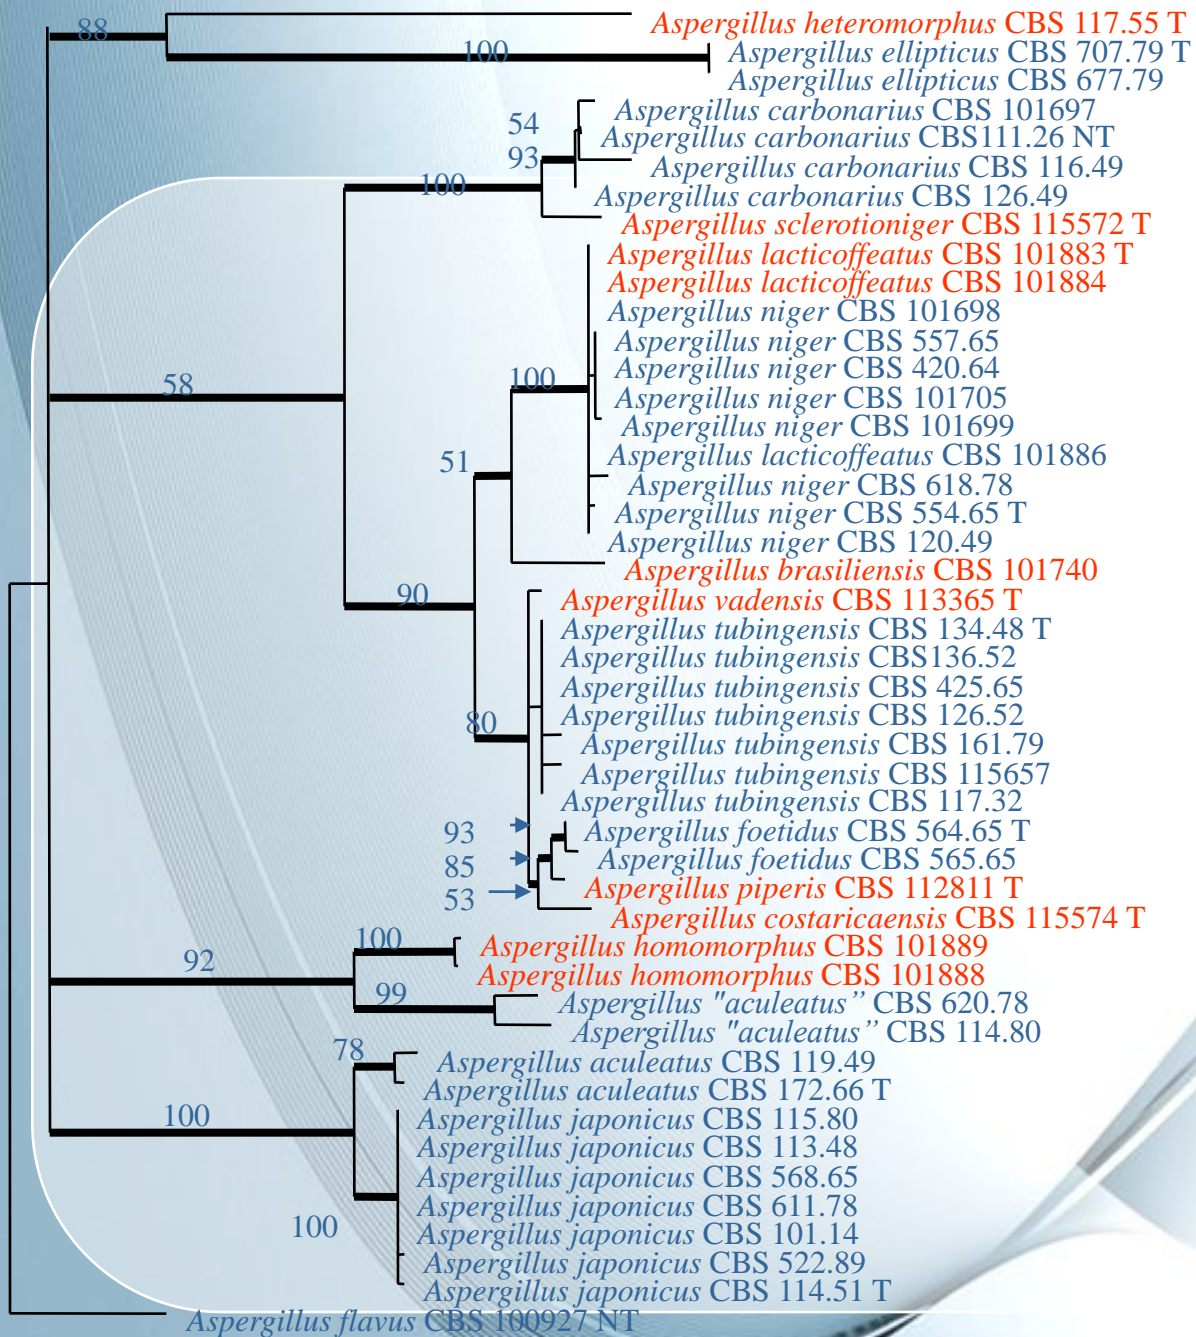 88
Aspergillus heteromorphus CBS 117.55 T
100
Aspergillus ellipticus CBS 707.79 T
Aspergillus ellipticus CBS 677.79
Aspergillus carbonarius CBS 101697
54
Aspergillus carbonarius CBS111.26 NT
93
Aspergillus carbonarius CBS 116.49
100
Aspergillus carbonarius CBS 126.49
Aspergillus sclerotioniger CBS 115572 T
Aspergillus lacticoffeatus CBS 101883 T
Aspergillus lacticoffeatus CBS 101884
Aspergillus niger CBS 101698
Aspergillus niger CBS 557.65
Aspergillus niger CBS 420.64
58
100
Aspergillus niger CBS 101705
Aspergillus niger CBS 101699
51
Aspergillus lacticoffeatus CBS 101886
Aspergillus niger CBS 618.78
Aspergillus niger CBS 554.65 T
Aspergillus niger CBS 120.49
Aspergillus brasiliensis CBS 101740
90
Aspergillus vadensis CBS 113365 T
Aspergillus tubingensis CBS 134.48 T
Aspergillus tubingensis CBS136.52
Aspergillus tubingensis CBS 425.65
80
Aspergillus tubingensis CBS 126.52
Aspergillus tubingensis CBS 161.79
Aspergillus tubingensis CBS 115657
Aspergillus tubingensis CBS 117.32
93
Aspergillus foetidus CBS 564.65 T
85
Aspergillus foetidus CBS 565.65
53
Aspergillus piperis CBS 112811 T
Aspergillus costaricaensis CBS 115574 T
100
Aspergillus homomorphus CBS 101889
92
Aspergillus homomorphus CBS 101888
99
Aspergillus "aculeatus” CBS 620.78
Aspergillus "aculeatus” CBS 114.80
78
Aspergillus aculeatus CBS 119.49
Aspergillus aculeatus CBS 172.66 T
100
Aspergillus japonicus CBS 115.80
Aspergillus japonicus CBS 113.48
Aspergillus japonicus CBS 568.65
Aspergillus japonicus CBS 611.78
100
Aspergillus japonicus CBS 101.14
Aspergillus japonicus CBS 522.89
Aspergillus japonicus CBS 114.51 T
Aspergillus flavus CBS 100927 NT